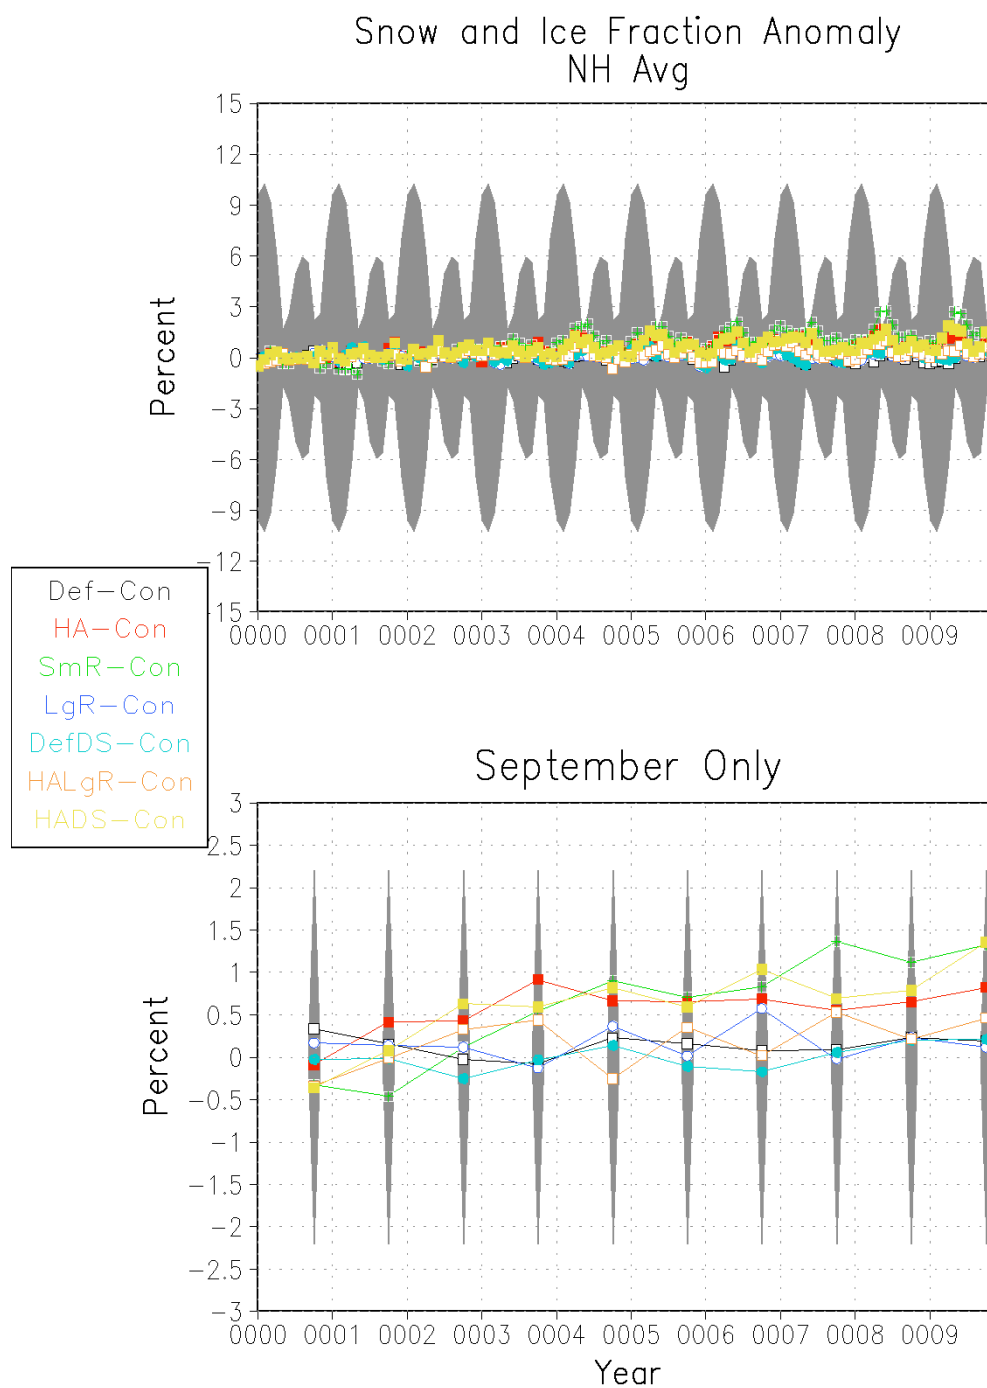 Snow and Ice Fraction Anomaly
NH Avg
15
12
9
6
3
0
-3
-6
-9
-12
-15
Percent
0000 0001 0002 0003 0004 0005 0006 0007 0008 0009
Def-Con
HA-Con
SmR-Con
LgR-Con
DefDS-Con
HALgR-Con
HADS-Con
September Only
3
2.5
2
1.5
1
0.5
0
-0.5
-1
-1.5
-2
-2.5
-3
Percent
0000 0001 0002 0003 0004 0005 0006 0007 0008 0009
Year